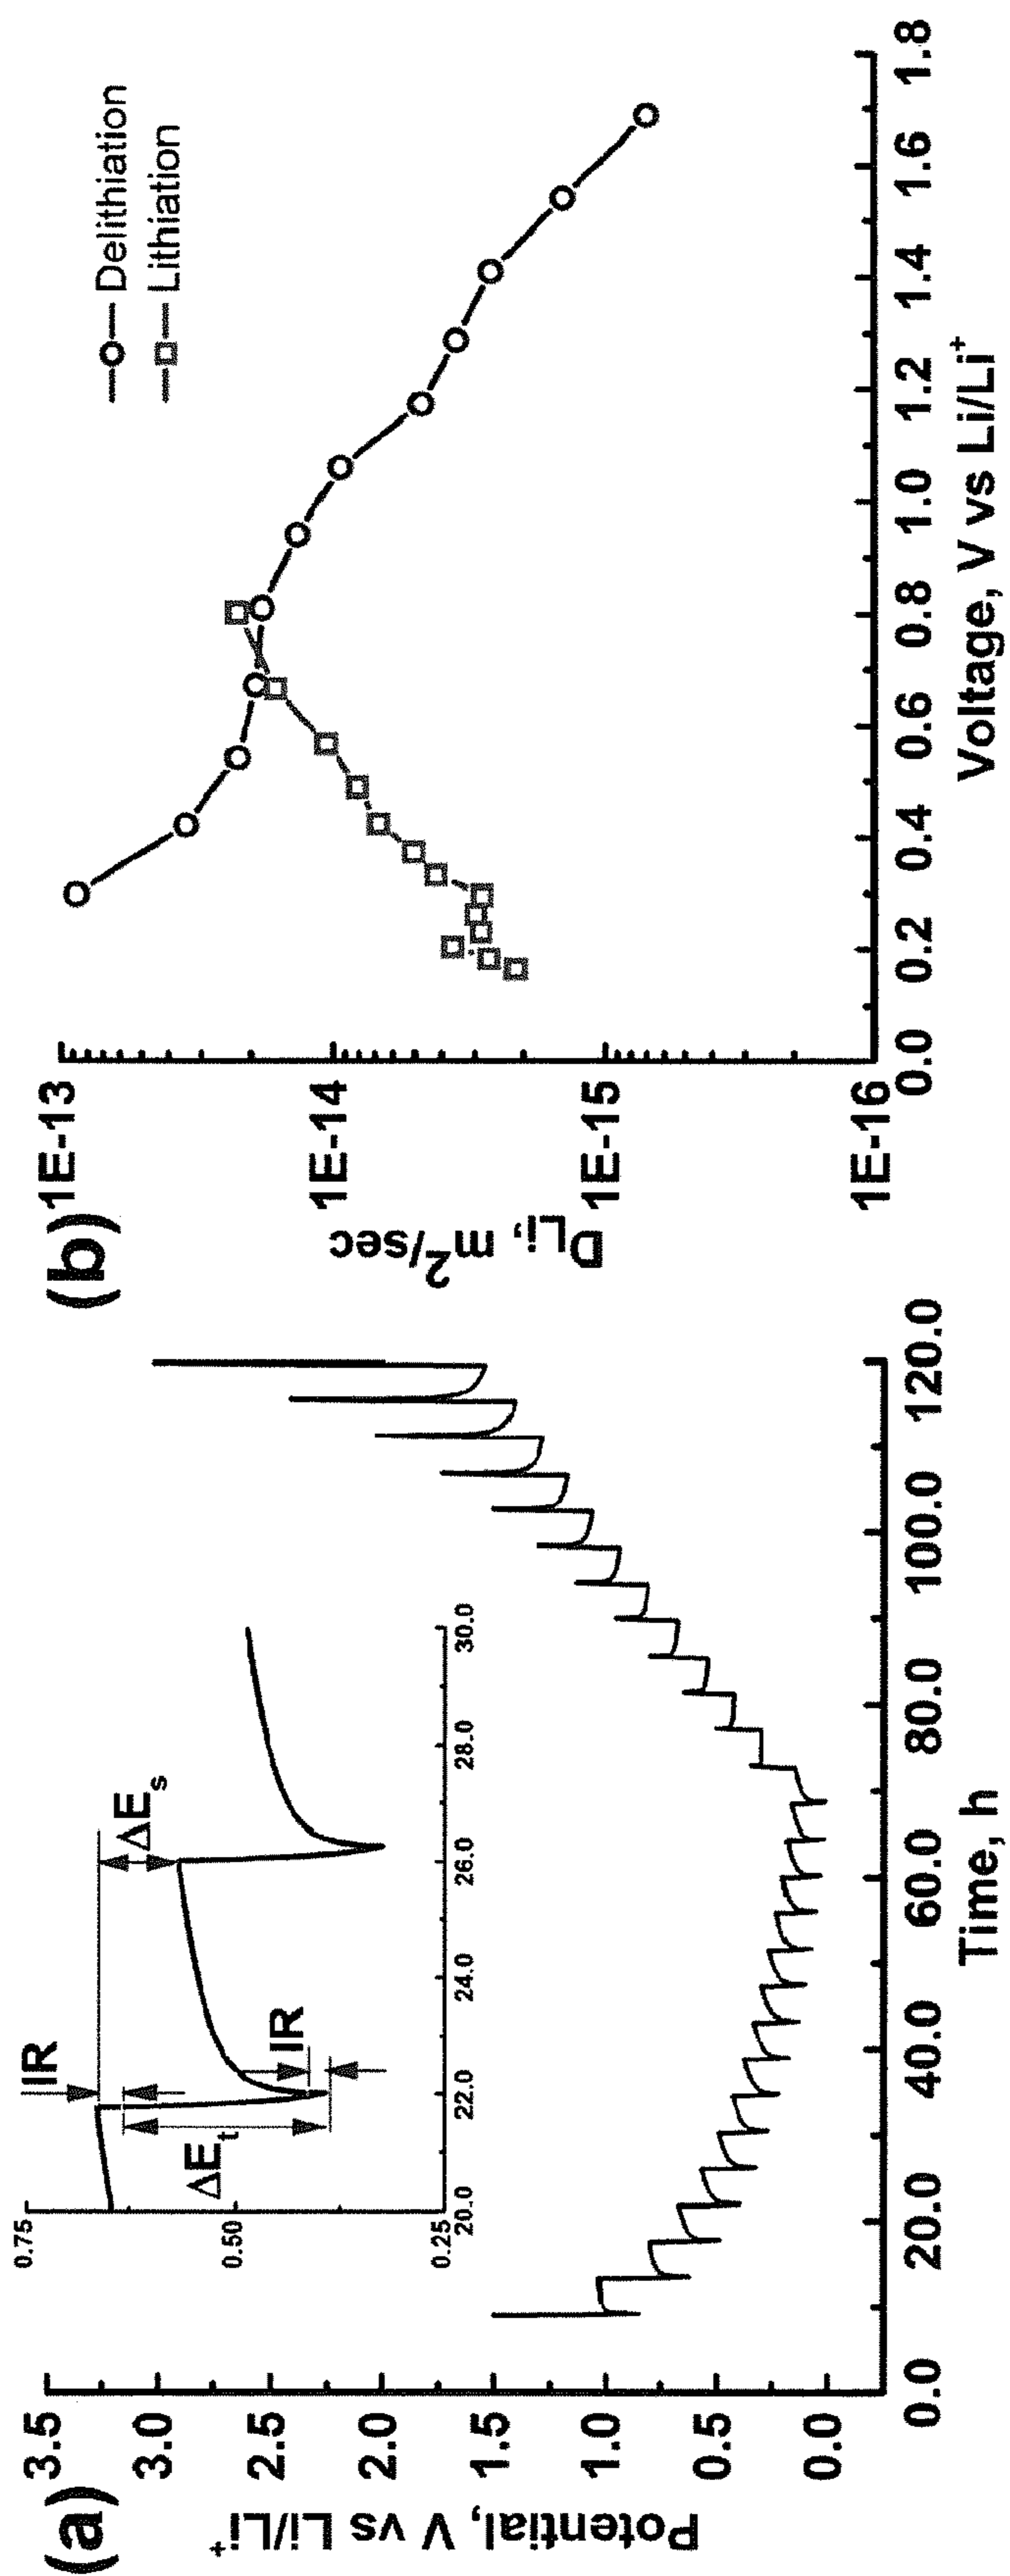 (a)
3.5
3.0
2.5
2.0
1.5
1.0
0.5
0.0
Potential, V vs Li/Li⁺
0.0 20.0 40.0 60.0 80.0 100.0 120.0
Time, h
0.75
0.50
0.25
20.0 22.0 24.0 26.0 28.0 30.0
IR
ΔEₜ
IR
ΔEₛ
(b)
1E-13
1E-14
1E-15
1E-16
D_Li, m²/sec
0.0 0.2 0.4 0.6 0.8 1.0 1.2 1.4 1.6 1.8
Voltage, V vs Li/Li⁺
Delithiation
Lithiation